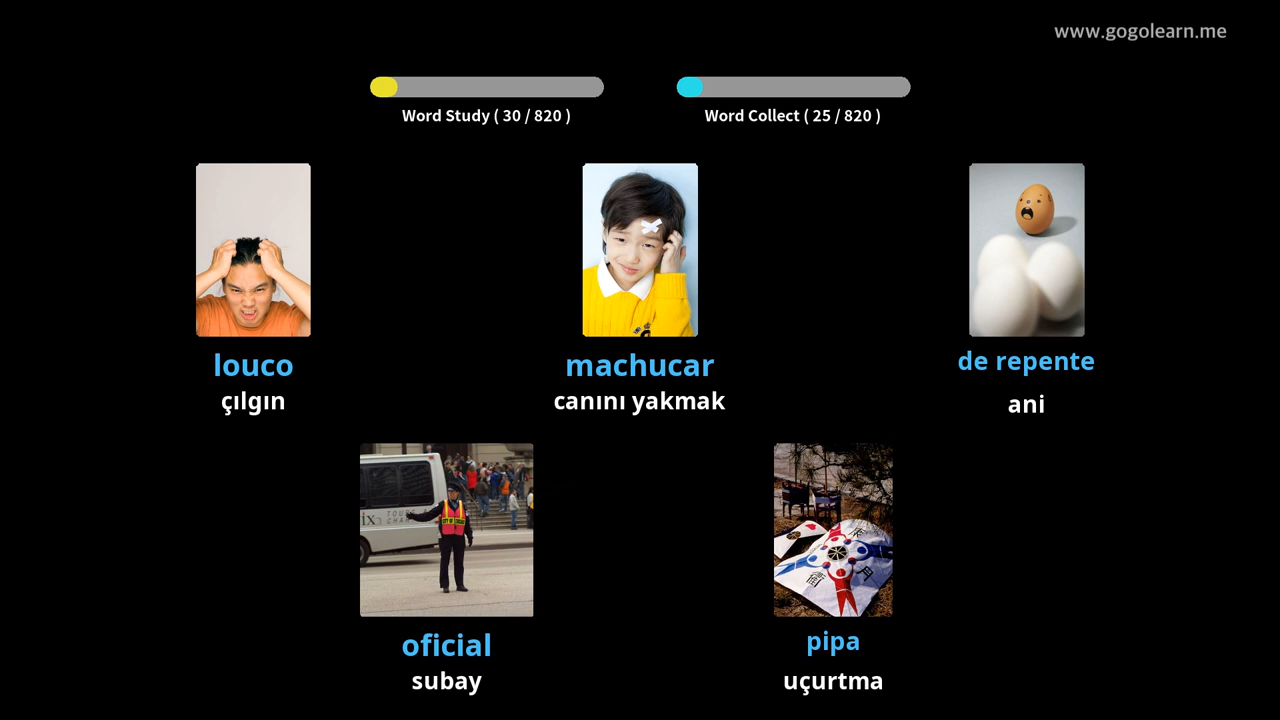 www.gogolearn.me
Word Study ( 30 / 820 )
Word Collect ( 25 / 820 )
louco
çılgın
machucar
canını yakmak
de repente
ani
oficial
subay
pipa
uçurtma